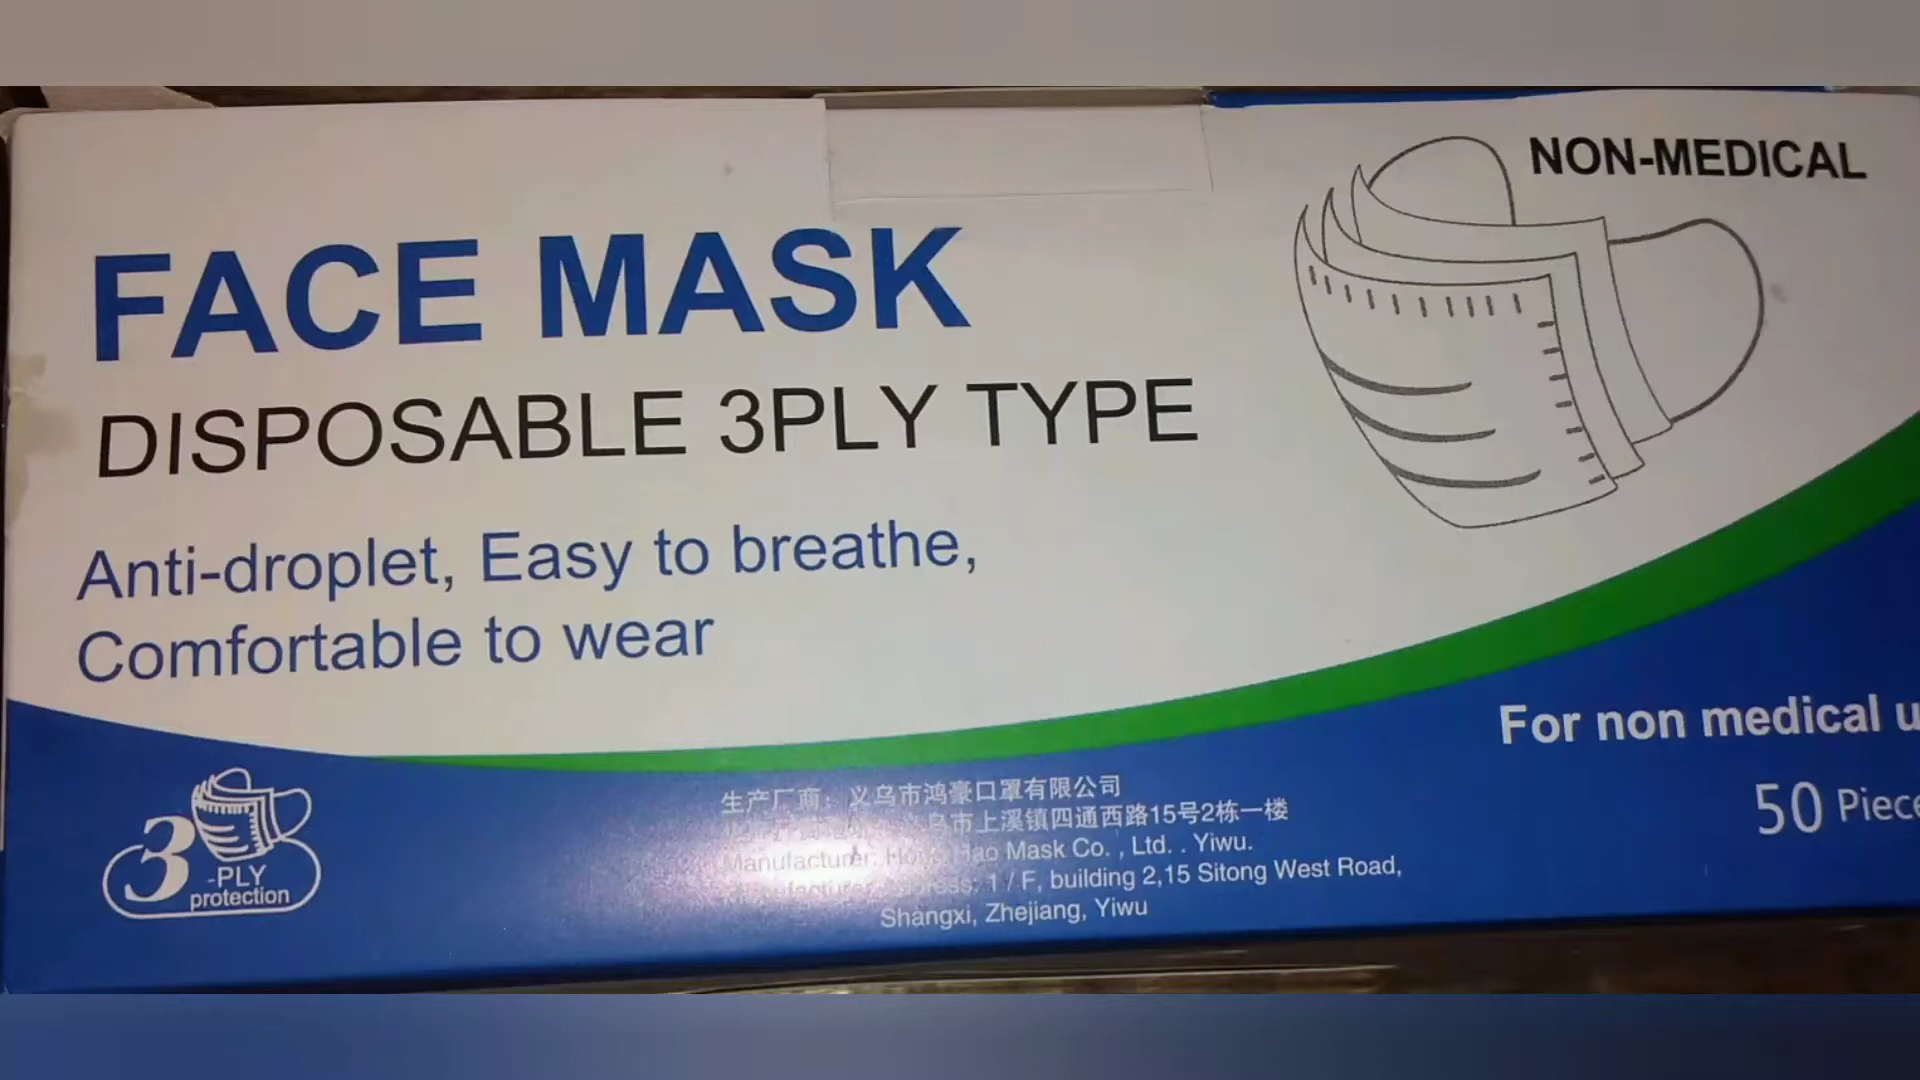 NON-MEDICAL
FACE MASK
DISPOSABLE 3PLY TYPE
Anti-droplet, Easy to breathe,
Comfortable to wear
For non medical
50 Piece
3
-PLY
protection
生产厂商：义乌市鸿豪口罩有限公司
乌市上溪镇四通西路15号2栋一楼
Manufacturer: Hao Mask Co. , Ltd. . Yiwu.
1 / F, building 2,15 Sitong West Road,
Shangxi, Zhejiang, Yiwu